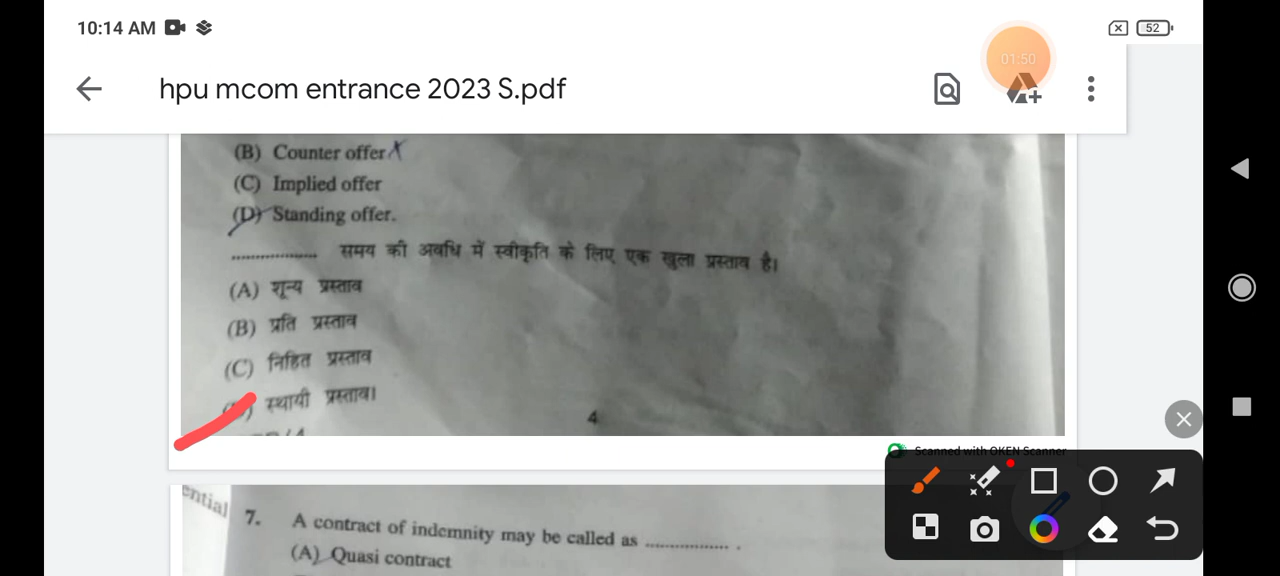 10:14 AM
52
01:50
hpu mcom entrance 2023 S.pdf
(B) Counter offer
(C) Implied offer
(D) Standing offer.
................. समय की अवधि में स्वीकृति के लिए एक खुला प्रस्ताव है।
(A) शून्य प्रस्ताव
(B) प्रति प्रस्ताव
(C) निहित प्रस्ताव
स्थायी प्रस्ताव।
4
Scanned with OKEN Scanner
ential
7. A contract of indemnity may be called as ................ .
(A) Quasi contract